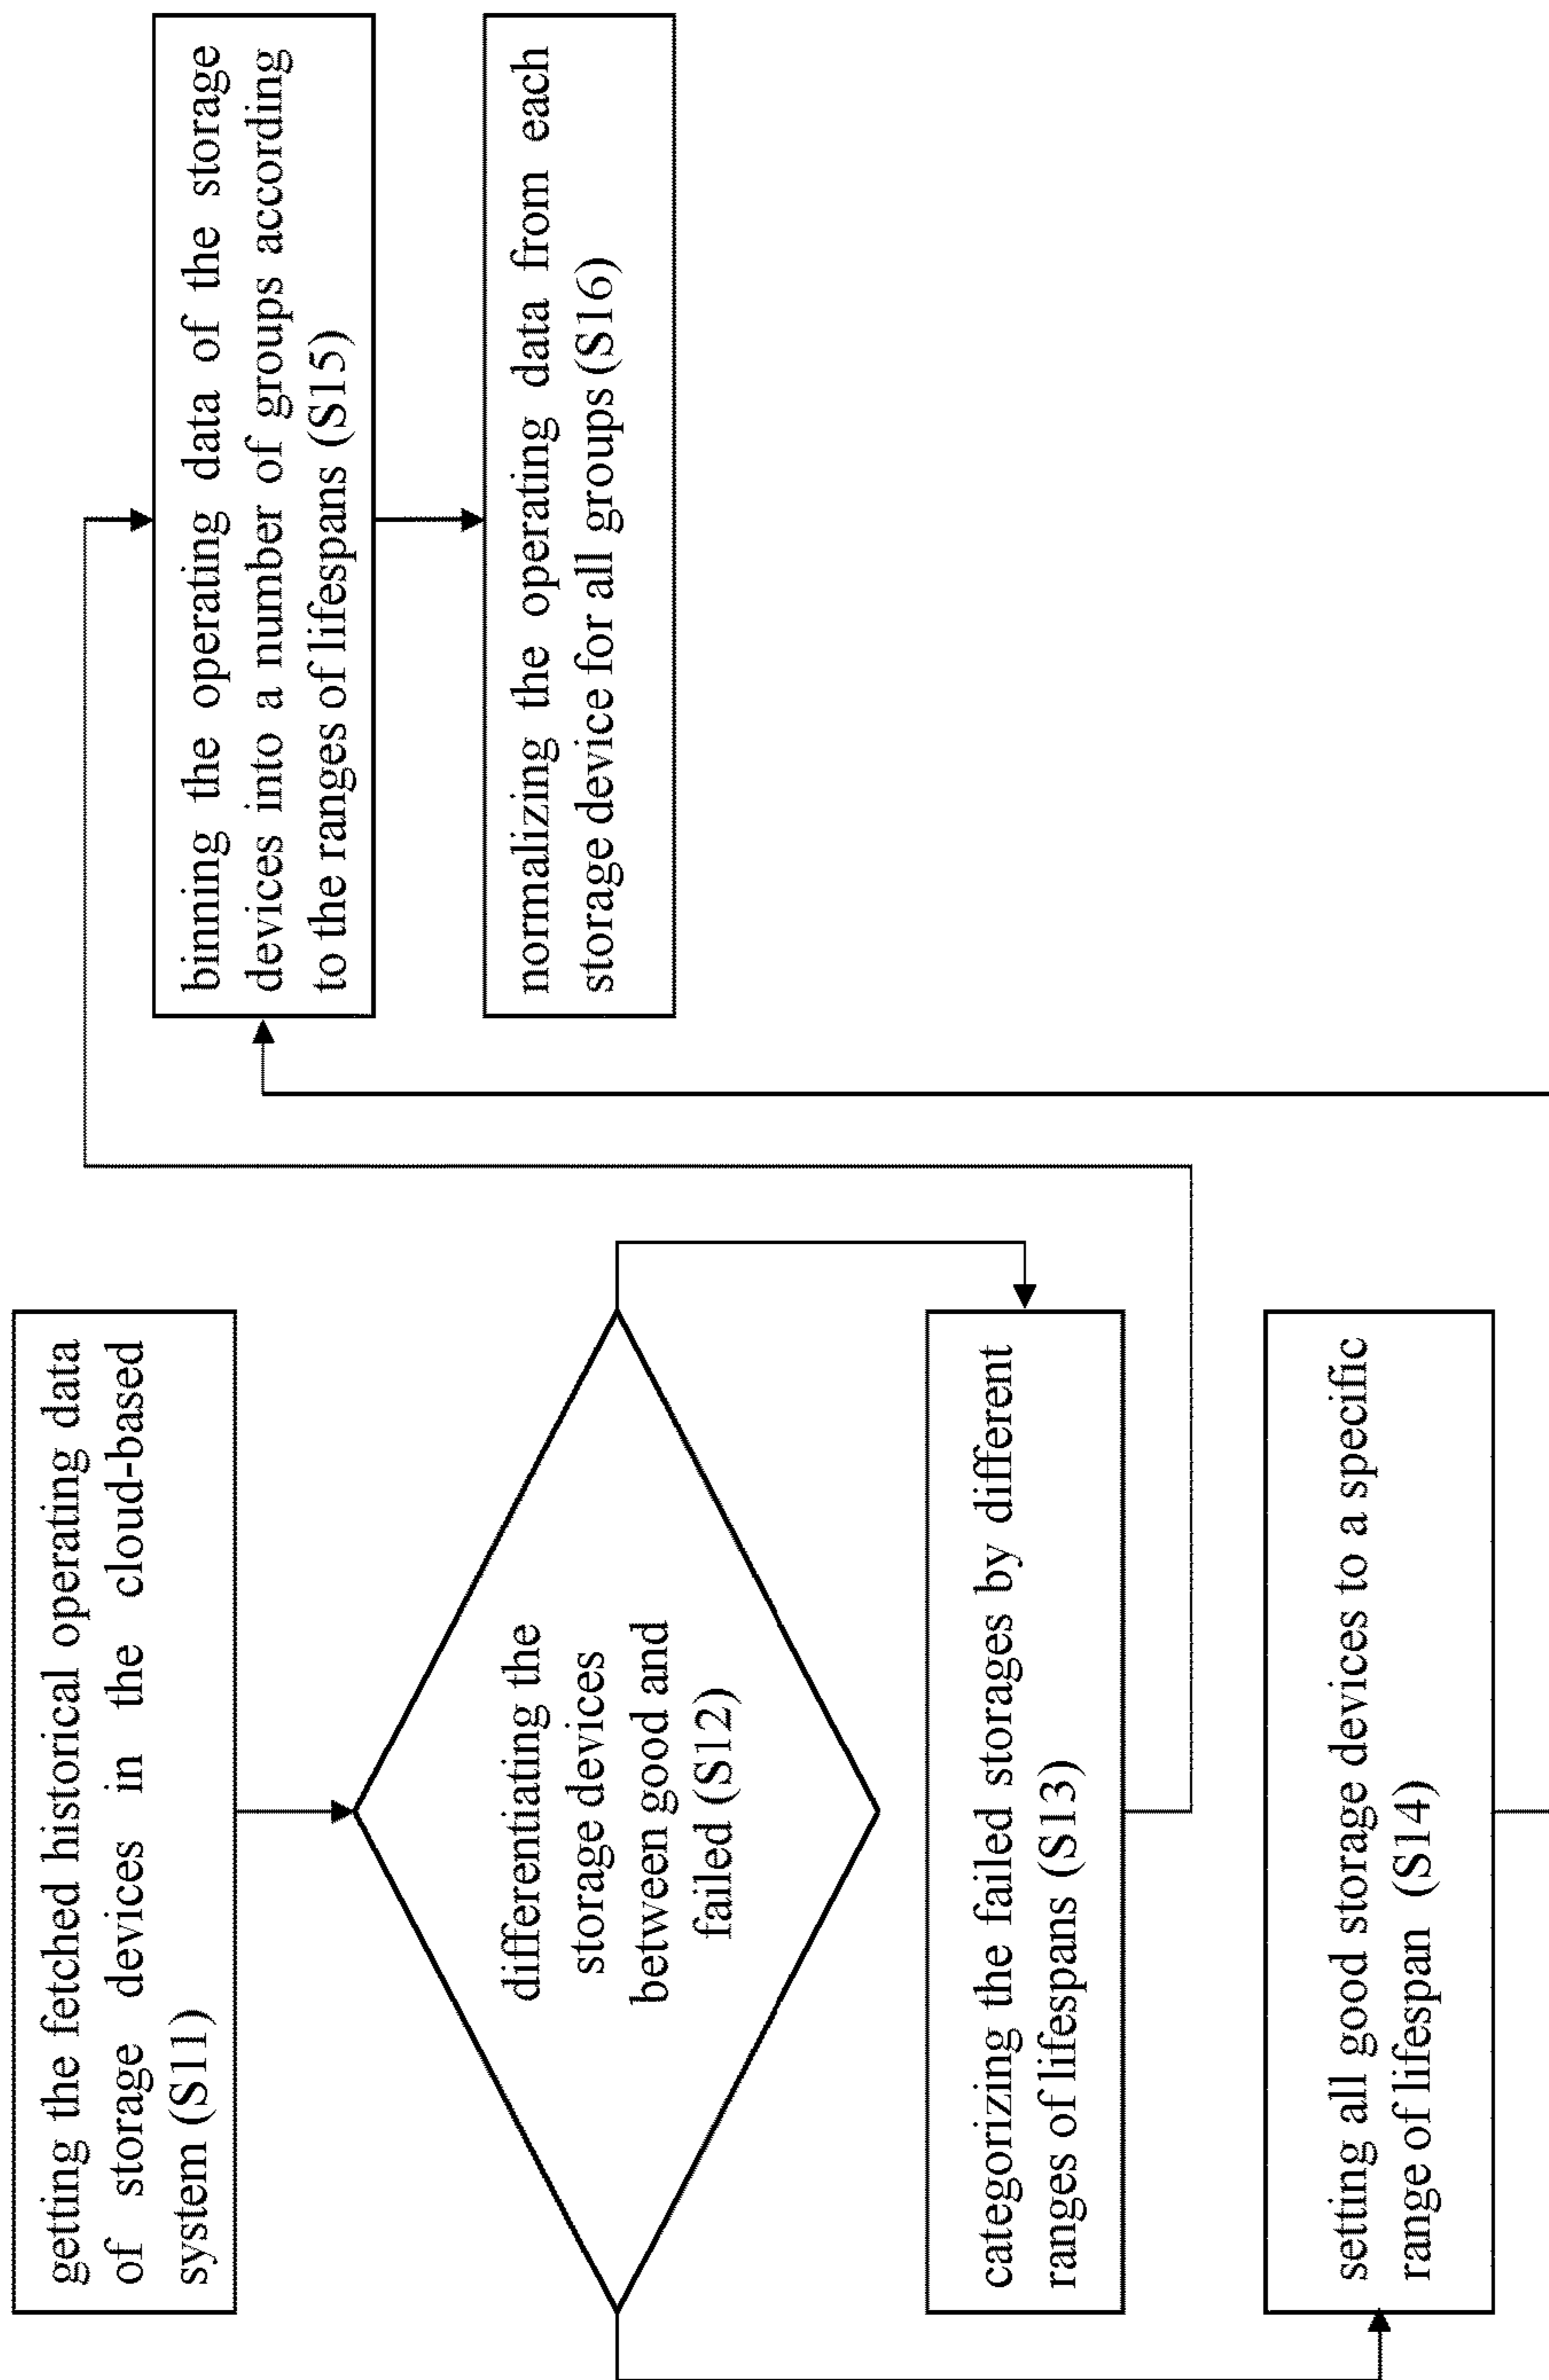 getting the fetched historical operating data
of storage devices in the cloud-based
system (S11)
differentiating the
storage devices
between good and
failed (S12)
categorizing the failed storages by different
ranges of lifespans (S13)
setting all good storage devices to a specific
range of lifespan (S14)
binning the operating data of the storage
devices into a number of groups according
to the ranges of lifespans (S15)
normalizing the operating data from each
storage device for all groups (S16)